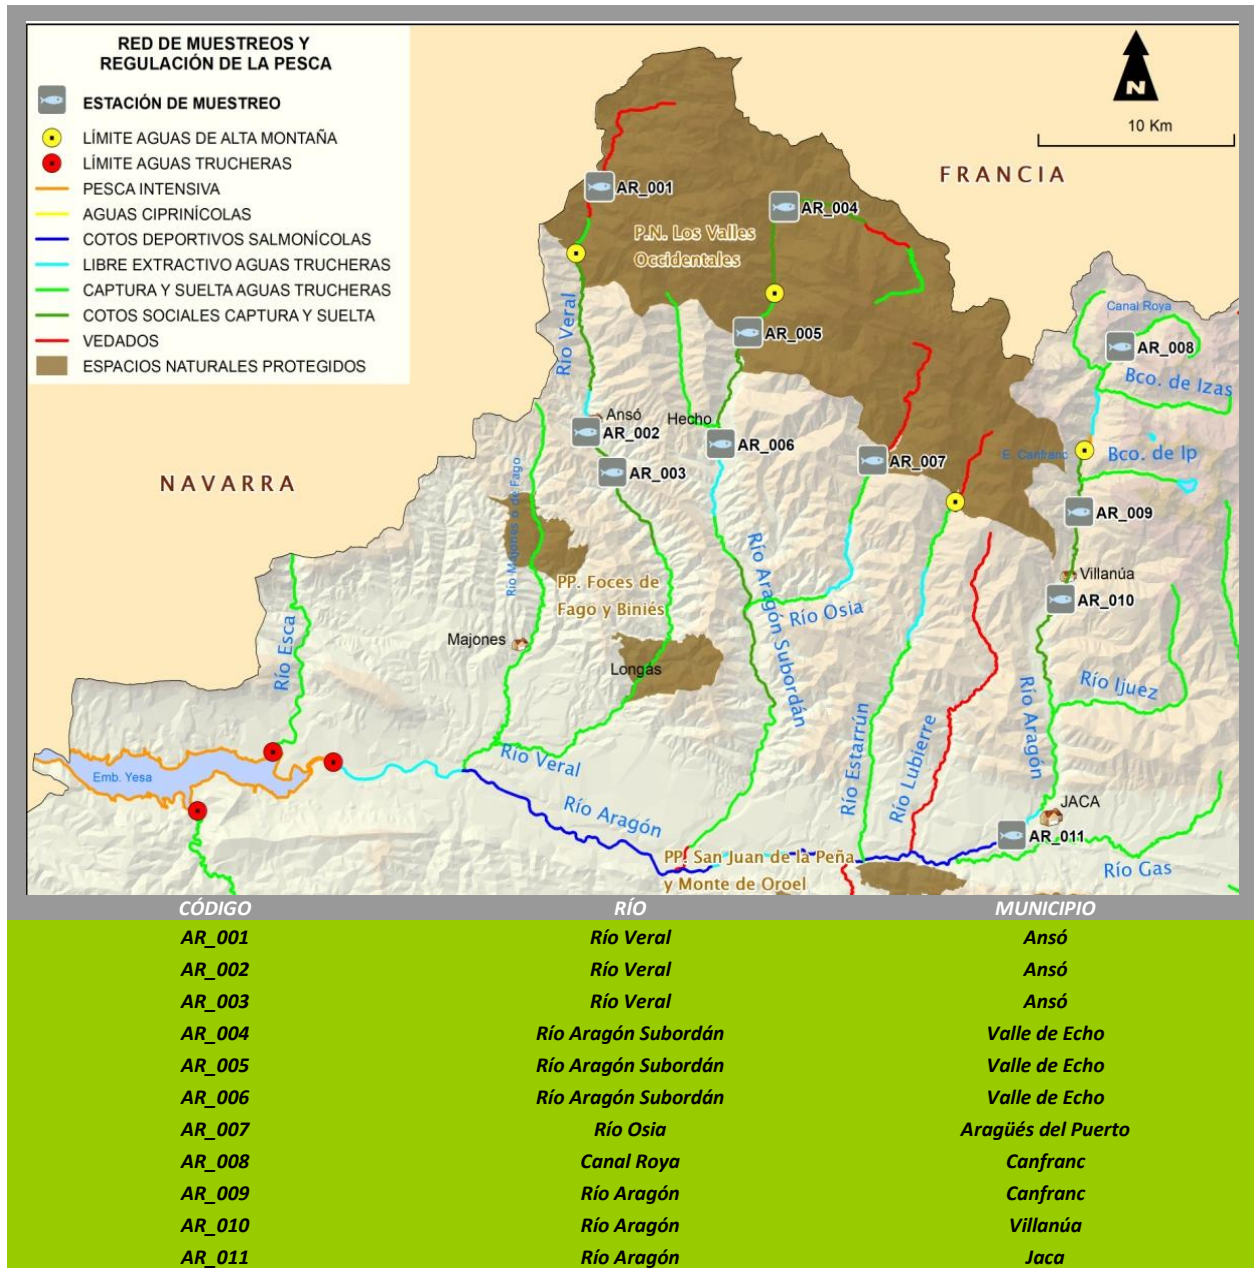 RED DE MUESTREOS Y
REGULACIÓN DE LA PESCA
ESTACIÓN DE MUESTREO
LÍMITE AGUAS DE ALTA MONTAÑA
LÍMITE AGUAS TRUCHERAS
PESCA INTENSIVA
AGUAS CIPRINÍCOLAS
COTOS DEPORTIVOS SALMONÍCOLAS
LIBRE EXTRACTIVO AGUAS TRUCHERAS
CAPTURA Y SUELTA AGUAS TRUCHERAS
COTOS SOCIALES CAPTURA Y SUELTA
VEDADOS
ESPACIOS NATURALES PROTEGIDOS
N
10 Km
FRANCIA
NAVARRA
AR_001
AR_004
P.N. Los Valles
Occidentales
Río Veral
AR_005
Canal Roya
AR_008
Bco. de Izas
Ansó
AR_002
Hecho
AR_006
AR_003
AR_007
E. Canfranc
Bco. de Ip
AR_009
Río Majones o de Fago
PP. Foces de
Fago y Biniés
Río Aragón Subordán
Río Osia
Villanúa
AR_010
Majones
Longás
Río Esca
Río Ijuez
Río Aragón
Río Estarrún
Río Lubierre
Río Veral
Emb. Yesa
Río Aragón
JACA
AR_011
PP. San Juan de la Peña
y Monte de Oroel
Río Gas
CÓDIGO RÍO MUNICIPIO
AR_001 Río Veral Ansó
AR_002 Río Veral Ansó
AR_003 Río Veral Ansó
AR_004 Río Aragón Subordán Valle de Echo
AR_005 Río Aragón Subordán Valle de Echo
AR_006 Río Aragón Subordán Valle de Echo
AR_007 Río Osia Aragüés del Puerto
AR_008 Canal Roya Canfranc
AR_009 Río Aragón Canfranc
AR_010 Río Aragón Villanúa
AR_011 Río Aragón Jaca